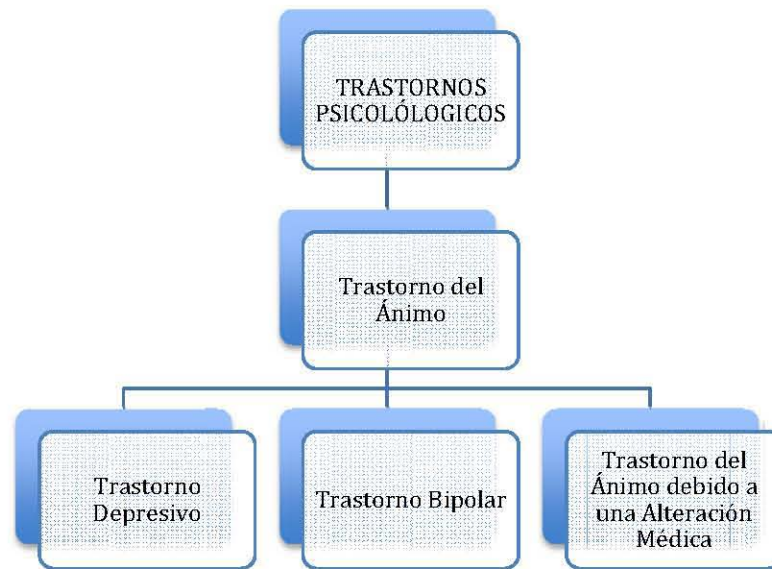 TRASTORNOS
PSICOLÓLOGICOS
Trastorno del
Ánimo
Trastorno
Depresivo
Trastorno Bipolar
Trastorno del
Ánimo debido a
una Alteración
Médica